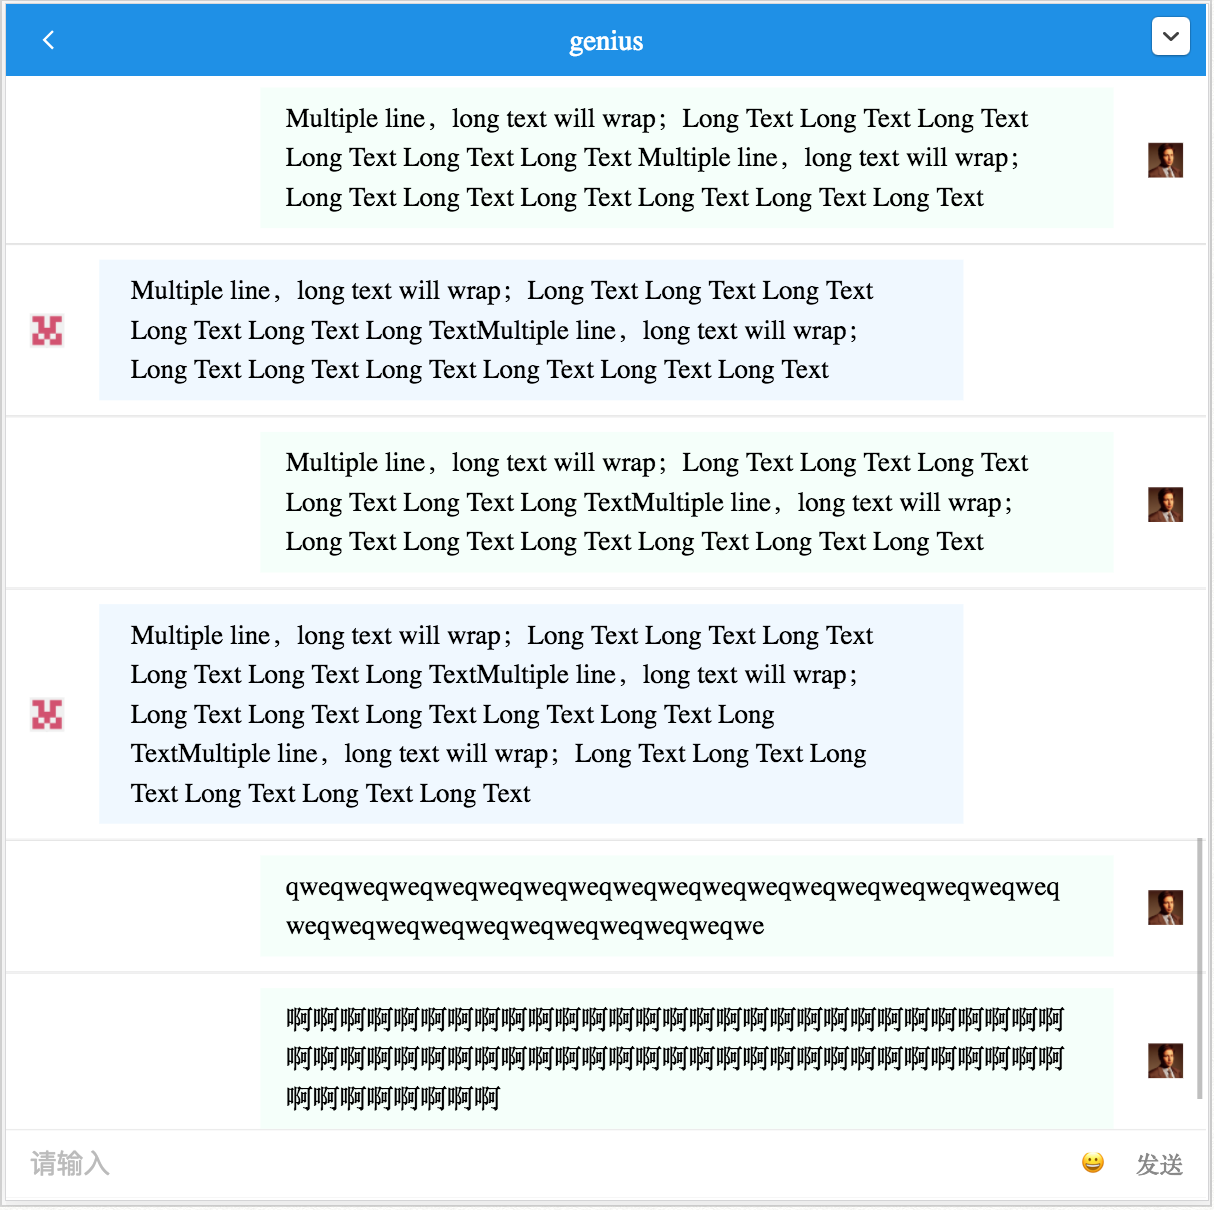 genius
Multiple line，long text will wrap；Long Text Long Text Long Text
Long Text Long Text Long Text Multiple line，long text will wrap；
Long Text Long Text Long Text Long Text Long Text Long Text
Multiple line，long text will wrap；Long Text Long Text Long Text
Long Text Long Text Long TextMultiple line，long text will wrap；
Long Text Long Text Long Text Long Text Long Text Long Text
Multiple line，long text will wrap；Long Text Long Text Long Text
Long Text Long Text Long TextMultiple line，long text will wrap；
Long Text Long Text Long Text Long Text Long Text Long Text
Multiple line，long text will wrap；Long Text Long Text Long Text
Long Text Long Text Long TextMultiple line，long text will wrap；
Long Text Long Text Long Text Long Text Long Text Long
TextMultiple line，long text will wrap；Long Text Long Text Long
Text Long Text Long Text Long Text
qweqweqweqweqweqweqweqweqweqweqweqweqweqweqweqweqweq
weqweqweqweqweqweqweqweqweqweqwe
啊啊啊啊啊啊啊啊啊啊啊啊啊啊啊啊啊啊啊啊啊啊啊啊啊啊啊啊啊
啊啊啊啊啊啊啊啊啊啊啊啊啊啊啊啊啊啊啊啊啊啊啊啊啊啊啊啊啊
啊啊啊啊啊啊啊啊
请输入 😀 发送